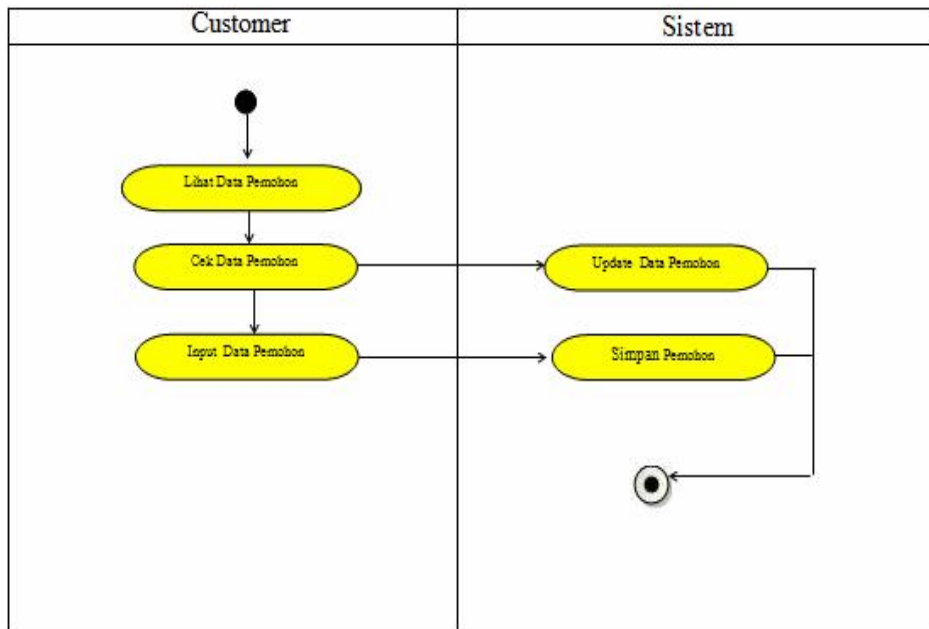 Customer
Sistem
Lihat Data Pemohon
Cek Data Pemohon
Update Data Pemohon
Input Data Pemohon
Simpan Pemohon